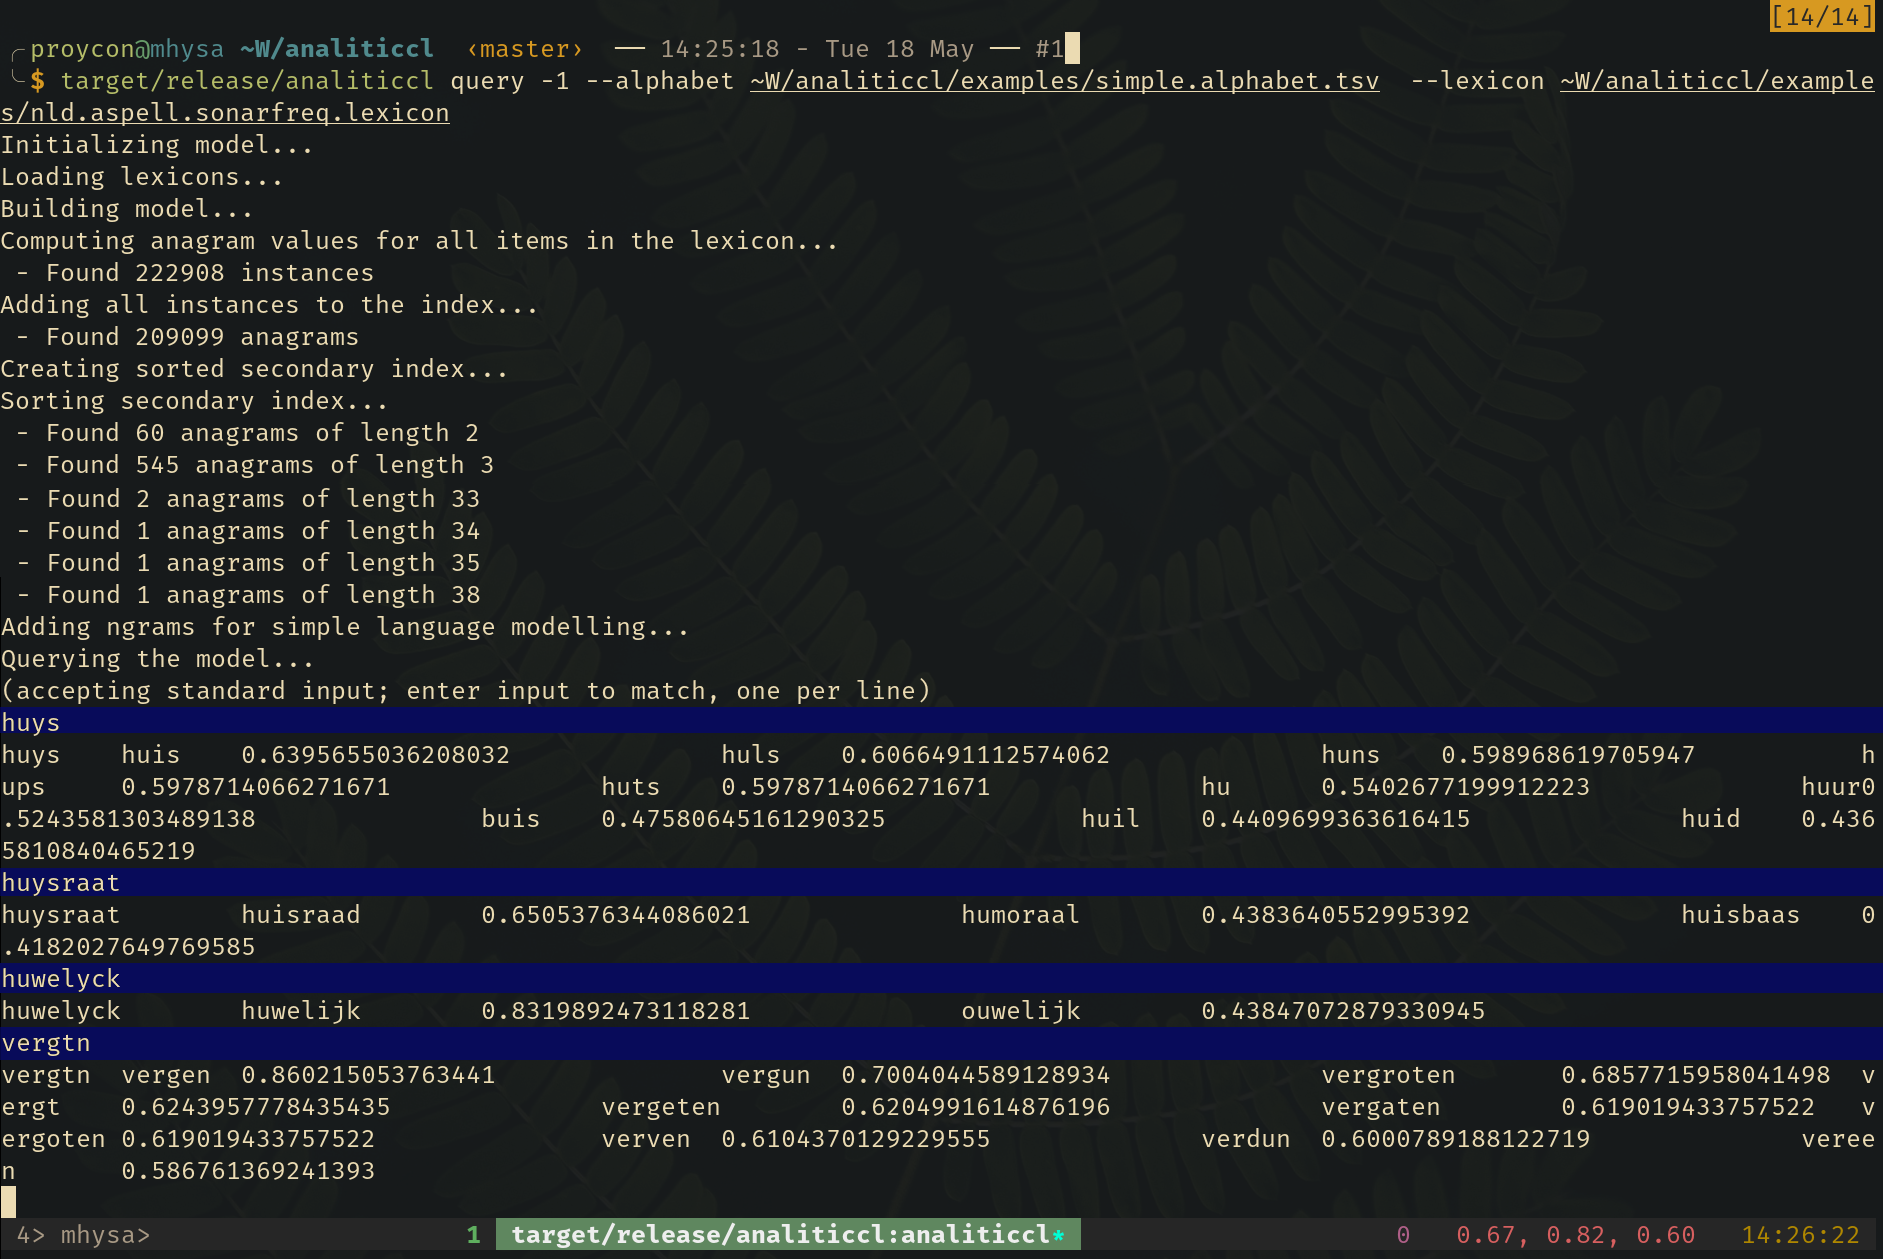 [14/14]
proycon@mhysa ~W/analiticcl ‹master› ── 14:25:18 - Tue 18 May ── #1
$ target/release/analiticcl query -1 --alphabet ~W/analiticcl/examples/simple.alphabet.tsv --lexicon ~W/analiticcl/example
s/nld.aspell.sonarfreq.lexicon
Initializing model...
Loading lexicons...
Building model...
Computing anagram values for all items in the lexicon...
- Found 222908 instances
Adding all instances to the index...
- Found 209099 anagrams
Creating sorted secondary index...
Sorting secondary index...
- Found 60 anagrams of length 2
- Found 545 anagrams of length 3
- Found 2 anagrams of length 33
- Found 1 anagrams of length 34
- Found 1 anagrams of length 35
- Found 1 anagrams of length 38
Adding ngrams for simple language modelling...
Querying the model...
(accepting standard input; enter input to match, one per line)
huys
huys huis 0.6395655036208032 huls 0.6066491112574062 huns 0.598968619705947 h
ups 0.5978714066271671 huts 0.5978714066271671 hu 0.5402677199912223 huur0
.5243581303489138 buis 0.47580645161290325 huil 0.4409699363616415 huid 0.436
5810840465219
huysraat
huysraat huisraad 0.6505376344086021 humoraal 0.4383640552995392 huisbaas 0
.4182027649769585
huwelyck
huwelyck huwelijk 0.8319892473118281 ouwelijk 0.43847072879330945
vergtn
vergtn vergen 0.860215053763441 vergun 0.7004044589128934 vergroten 0.6857715958041498 v
ergt 0.6243957778435435 vergeten 0.6204991614876196 vergaten 0.619019433757522 v
ergoten 0.619019433757522 verven 0.6104370129229555 verdun 0.6000789188122719 veree
n 0.586761369241393
4> mhysa> 1 target/release/analiticcl:analiticcl* 0 0.67, 0.82, 0.60 14:26:22